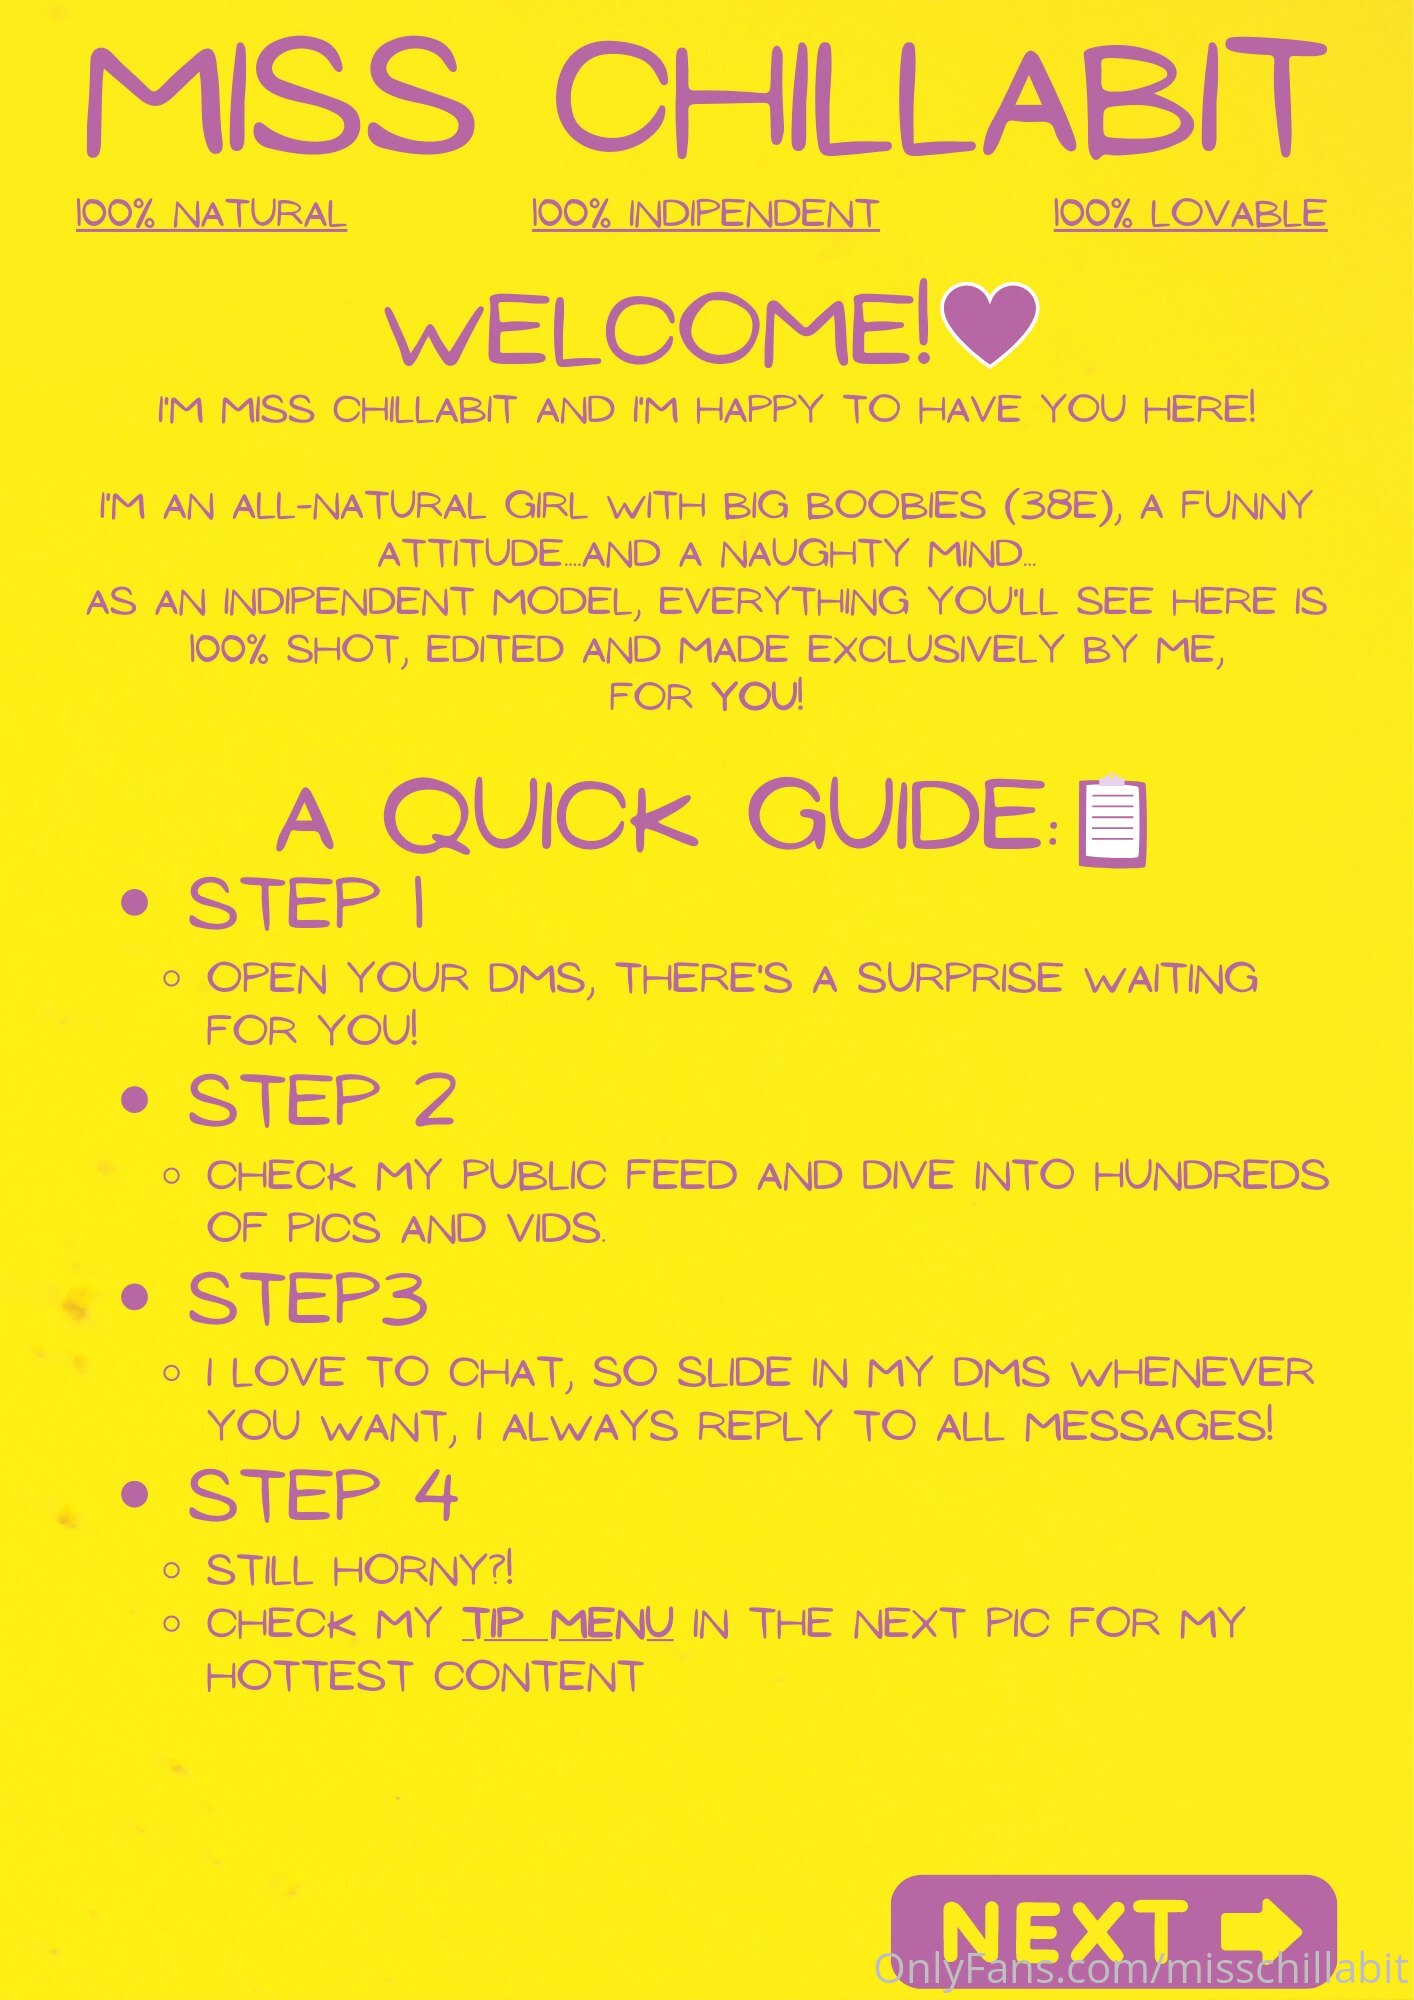 MISS CHILLABIT
100% NATURAL 100% INDIPENDENT 100% LOVABLE
WELCOME!
I'M MISS CHILLABIT AND I'M HAPPY TO HAVE YOU HERE!
I'M AN ALL-NATURAL GIRL WITH BIG BOOBIES (38E), A FUNNY
ATTITUDE....AND A NAUGHTY MIND...
AS AN INDIPENDENT MODEL, EVERYTHING YOU'LL SEE HERE IS
100% SHOT, EDITED AND MADE EXCLUSIVELY BY ME,
FOR YOU!
A QUICK GUIDE:
• STEP 1
○ OPEN YOUR DMS, THERE'S A SURPRISE WAITING
FOR YOU!
• STEP 2
○ CHECK MY PUBLIC FEED AND DIVE INTO HUNDREDS
OF PICS AND VIDS.
• STEP3
○ I LOVE TO CHAT, SO SLIDE IN MY DMS WHENEVER
YOU WANT, I ALWAYS REPLY TO ALL MESSAGES!
• STEP 4
○ STILL HORNY?!
○ CHECK MY TIP MENU IN THE NEXT PIC FOR MY
HOTTEST CONTENT
NEXT
OnlyFans.com/misschillabit